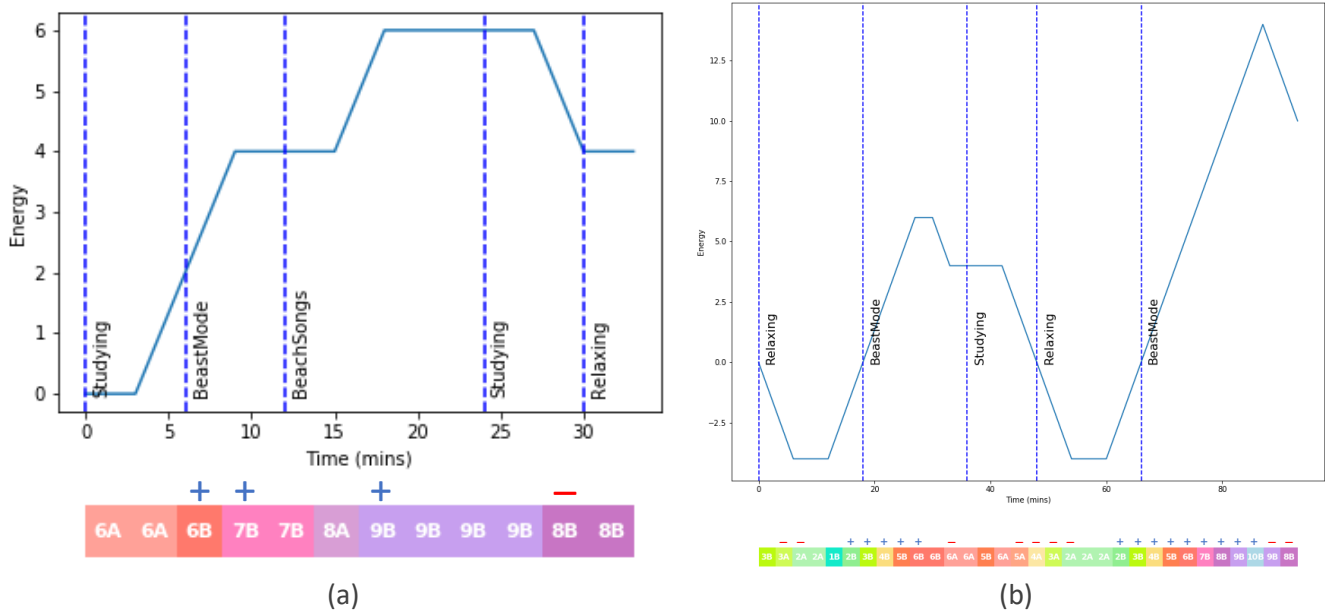 6
5
4
3
2
1
0
Energy
Studying
BeastMode
BeachSongs
Studying
Relaxing
0 5 10 15 20 25 30
Time (mins)
+ + + −
6A 6A 6B 7B 7B 8A 9B 9B 9B 9B 8B 8B
(a)
12.5
10.0
7.5
5.0
2.5
0.0
−2.5
Energy
Relaxing
BeastMode
Studying
Relaxing
BeastMode
0 20 40 60 80
Time (mins)
− − + + + + + − − − − − + + + + + + + + + − −
3B 3A 2A 2A 1B 2B 3B 4B 5B 6B 6B 6A 6A 5B 6A 5A 4A 3A 2A 2A 2A 2B 3B 4B 5B 6B 7B 8B 9B 10B 9B 8B
(b)